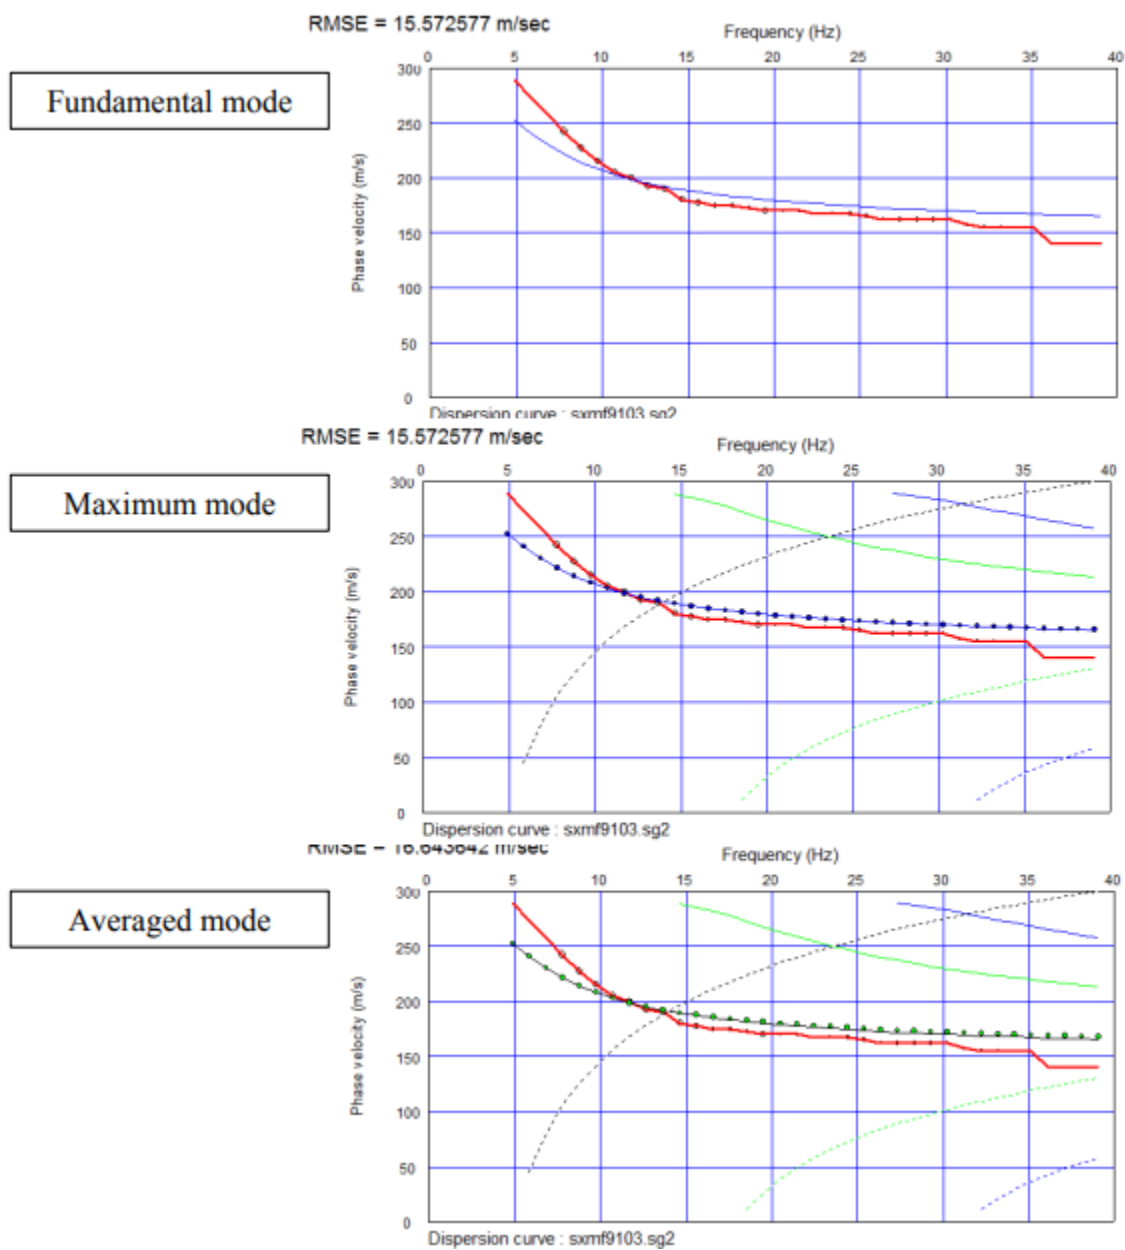 RMSE = 15.572577 m/sec
Frequency (Hz)
0 5 10 15 20 25 30 35 40
Fundamental mode
Phase velocity (m/s)
300
250
200
150
100
50
0
Dispersion curve : sxmf9103.sg2
RMSE = 15.572577 m/sec
Frequency (Hz)
0 5 10 15 20 25 30 35 40
Maximum mode
Phase velocity (m/s)
300
250
200
150
100
50
0
Dispersion curve : sxmf9103.sg2
RMSE = 16.643642 m/sec
Frequency (Hz)
0 5 10 15 20 25 30 35 40
Averaged mode
Phase velocity (m/s)
300
250
200
150
100
50
0
Dispersion curve : sxmf9103.sg2